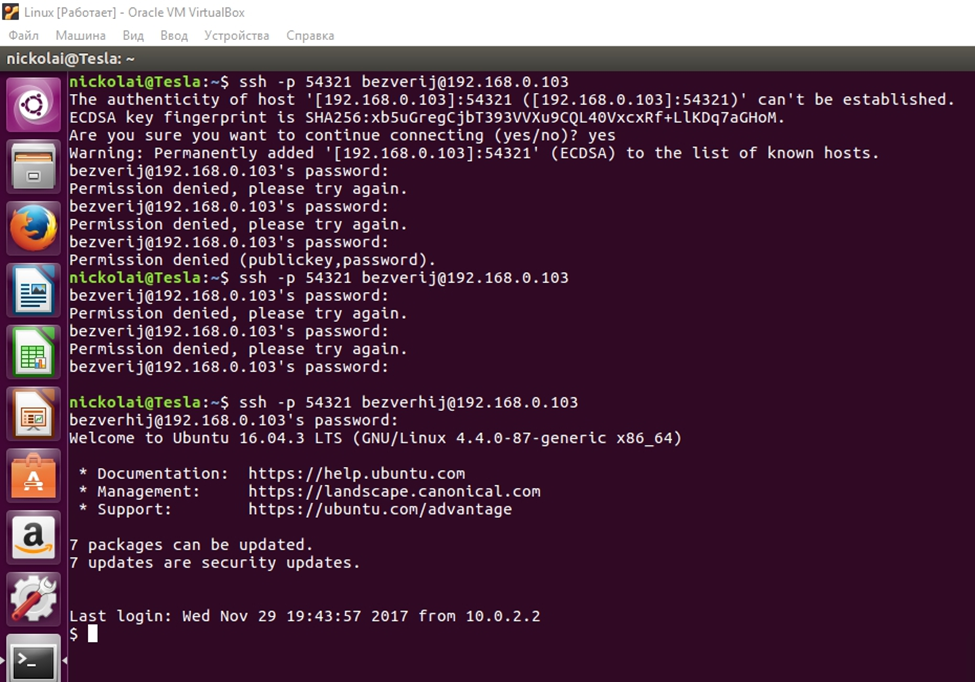 Linux [Работает] - Oracle VM VirtualBox
Файл Машина Вид Ввод Устройства Справка
nickolai@Tesla: ~
nickolai@Tesla:~$ ssh -p 54321 bezverij@192.168.0.103
The authenticity of host '[192.168.0.103]:54321 ([192.168.0.103]:54321)' can't be established.
ECDSA key fingerprint is SHA256:xb5uGregCjbT393VVXu9CQL40VxcxRf+LlKDq7aGHoM.
Are you sure you want to continue connecting (yes/no)? yes
Warning: Permanently added '[192.168.0.103]:54321' (ECDSA) to the list of known hosts.
bezverij@192.168.0.103's password:
Permission denied, please try again.
bezverij@192.168.0.103's password:
Permission denied, please try again.
bezverij@192.168.0.103's password:
Permission denied (publickey,password).
nickolai@Tesla:~$ ssh -p 54321 bezverij@192.168.0.103
bezverij@192.168.0.103's password:
Permission denied, please try again.
bezverij@192.168.0.103's password:
Permission denied, please try again.
bezverij@192.168.0.103's password:
nickolai@Tesla:~$ ssh -p 54321 bezverhij@192.168.0.103
bezverhij@192.168.0.103's password:
Welcome to Ubuntu 16.04.3 LTS (GNU/Linux 4.4.0-87-generic x86_64)
* Documentation: https://help.ubuntu.com
* Management: https://landscape.canonical.com
* Support: https://ubuntu.com/advantage
7 packages can be updated.
7 updates are security updates.
Last login: Wed Nov 29 19:43:57 2017 from 10.0.2.2
$